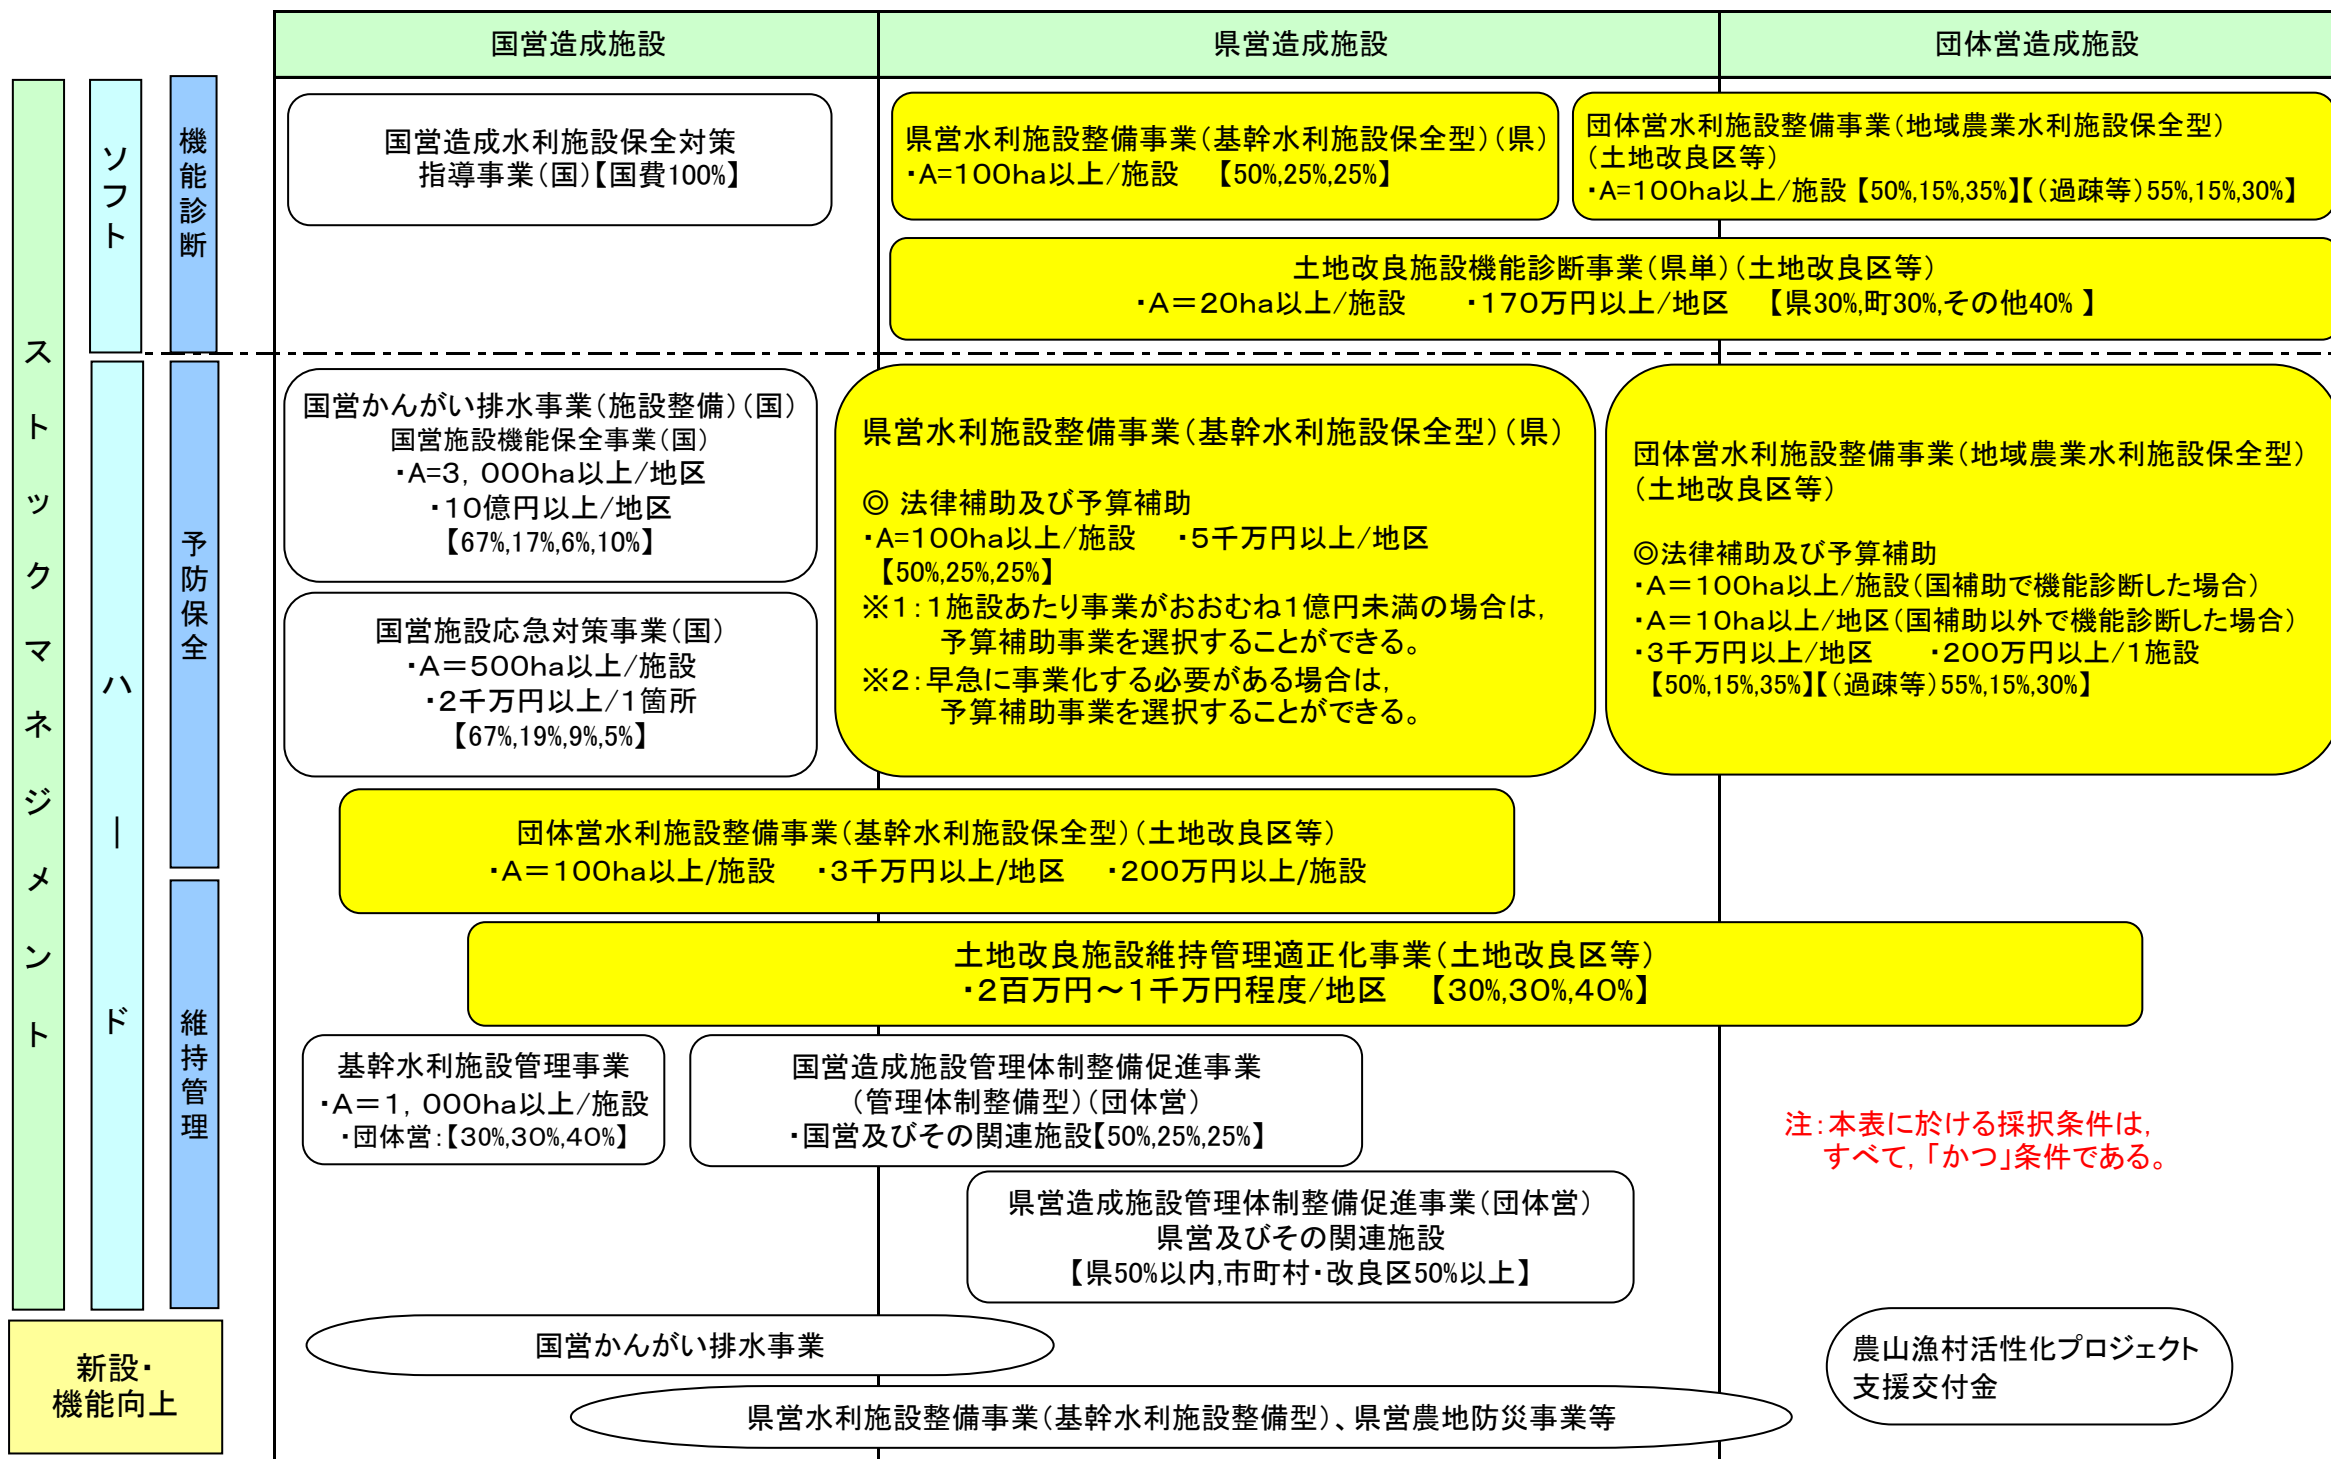 国営造成施設
県営造成施設
団体営造成施設
ストックマネジメント
ソフト
機能診断
国営造成水利施設保全対策
指導事業(国)【国費100%】
県営水利施設整備事業(基幹水利施設保全型)(県)
・A=100ha以上/施設 【50%,25%,25%】
団体営水利施設整備事業(地域農業水利施設保全型)
(土地改良区等)
・A=100ha以上/施設【50%,15%,35%】【(過疎等)55%,15%,30%】
土地改良施設機能診断事業(県単)(土地改良区等)
・A=20ha以上/施設 ・170万円以上/地区 【県30%,町30%,その他40% 】
ハード
予防保全
国営かんがい排水事業(施設整備)(国)
国営施設機能保全事業(国)
・A=3,000ha以上/地区
・10億円以上/地区
【67%,17%,6%,10%】
国営施設応急対策事業(国)
・A=500ha以上/施設
・2千万円以上/1箇所
【67%,19%,9%,5%】
県営水利施設整備事業(基幹水利施設保全型)(県)
◎ 法律補助及び予算補助
・A=100ha以上/施設 ・5千万円以上/地区
【50%,25%,25%】
※1:1施設あたり事業がおおむね1億円未満の場合は,
予算補助事業を選択することができる。
※2:早急に事業化する必要がある場合は,
予算補助事業を選択することができる。
団体営水利施設整備事業(地域農業水利施設保全型)
(土地改良区等)
◎法律補助及び予算補助
・A=100ha以上/施設(国補助で機能診断した場合)
・A=10ha以上/地区(国補助以外で機能診断した場合)
・3千万円以上/地区 ・200万円以上/1施設
【50%,15%,35%】【(過疎等)55%,15%,30%】
団体営水利施設整備事業(基幹水利施設保全型)(土地改良区等)
・A=100ha以上/施設 ・3千万円以上/地区 ・200万円以上/施設
維持管理
土地改良施設維持管理適正化事業(土地改良区等)
・2百万円~1千万円程度/地区 【30%,30%,40%】
基幹水利施設管理事業
・A=1,000ha以上/施設
・団体営:【30%,30%,40%】
国営造成施設管理体制整備促進事業
(管理体制整備型)(団体営)
・国営及びその関連施設【50%,25%,25%】
注:本表に於ける採択条件は,
すべて,「かつ」条件である。
県営造成施設管理体制整備促進事業(団体営)
県営及びその関連施設
【県50%以内,市町村・改良区50%以上】
新設・
機能向上
国営かんがい排水事業
農山漁村活性化プロジェクト
支援交付金
県営水利施設整備事業(基幹水利施設整備型)、県営農地防災事業等